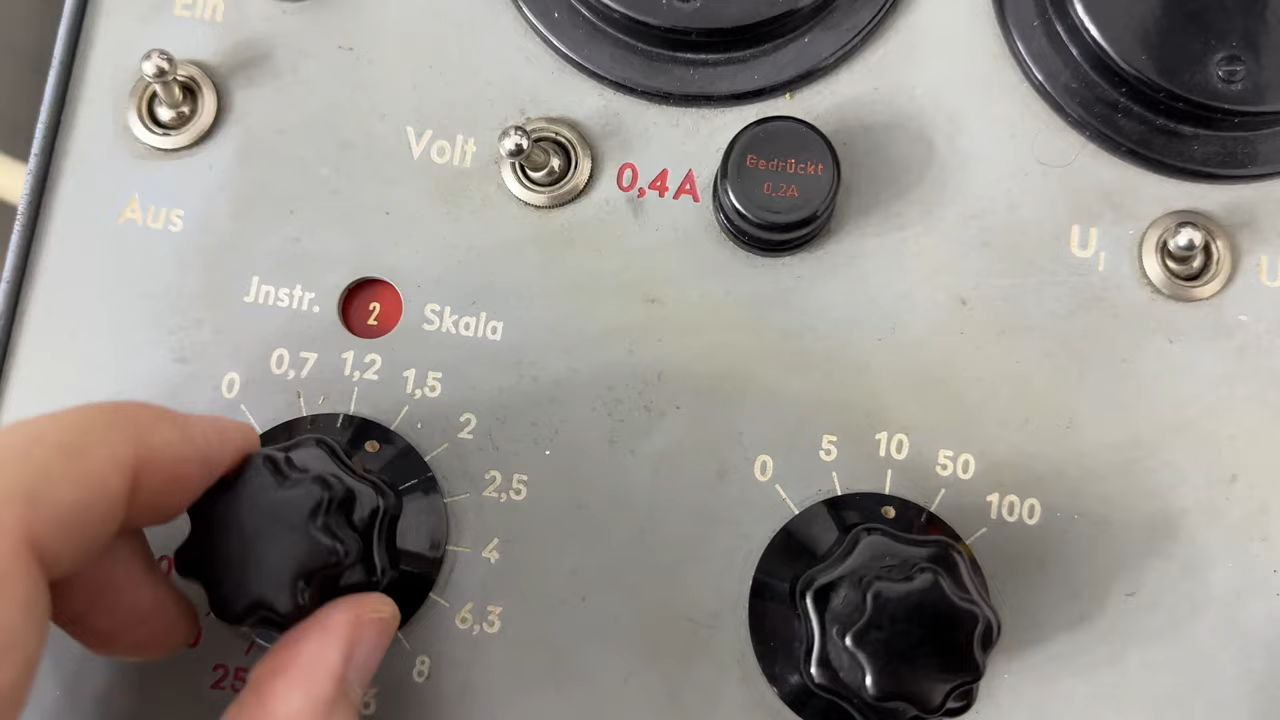 Ein
Volt
0,4A
Gedrückt
0,2A
Aus
U₁
Jnstr.
2
Skala
0
0,7
1,2
1,5
2
2,5
4
6,3
8
25
0
5
10
50
100